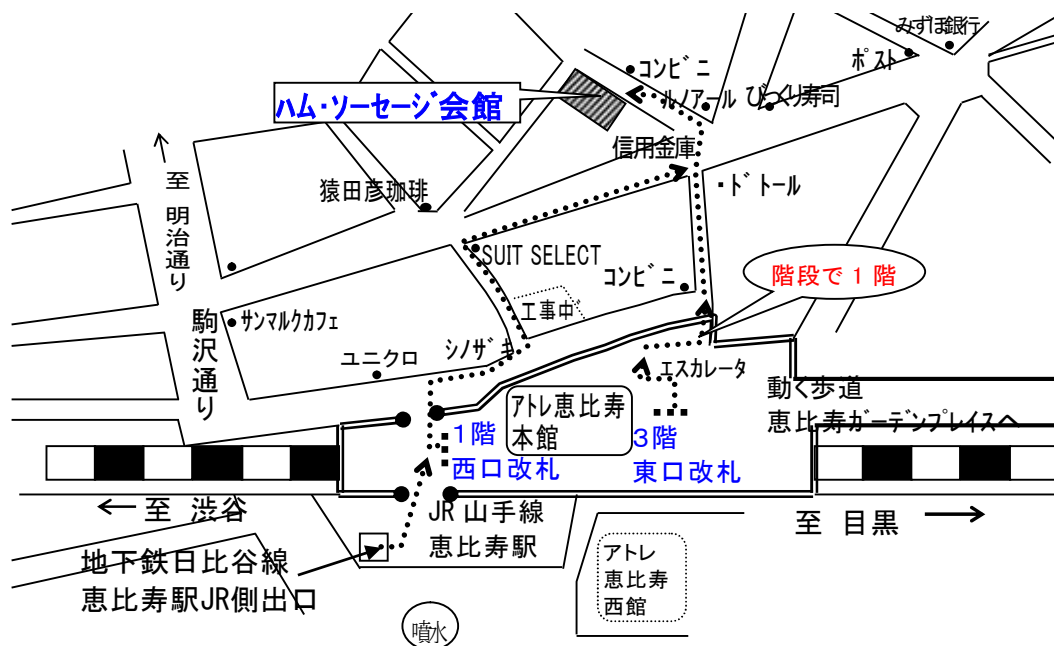 みずほ銀行
ポスト
コンビニ
ルノアール
びっくり寿司
ハム・ソーセージ会館
信用金庫
猿田彦珈琲
・ドトール
至 明治通り
SUIT SELECT
コンビニ
階段で1階
工事中
サンマルクカフェ
駒沢通り
シノザキ
ユニクロ
エスカレータ
動く歩道
恵比寿ガーデンプレイスへ
アトレ恵比寿
本館
1階
西口改札
3階
東口改札
至 渋谷
JR 山手線
恵比寿駅
至 目黒
地下鉄日比谷線
恵比寿駅JR側出口
アトレ
恵比寿
西館
噴水